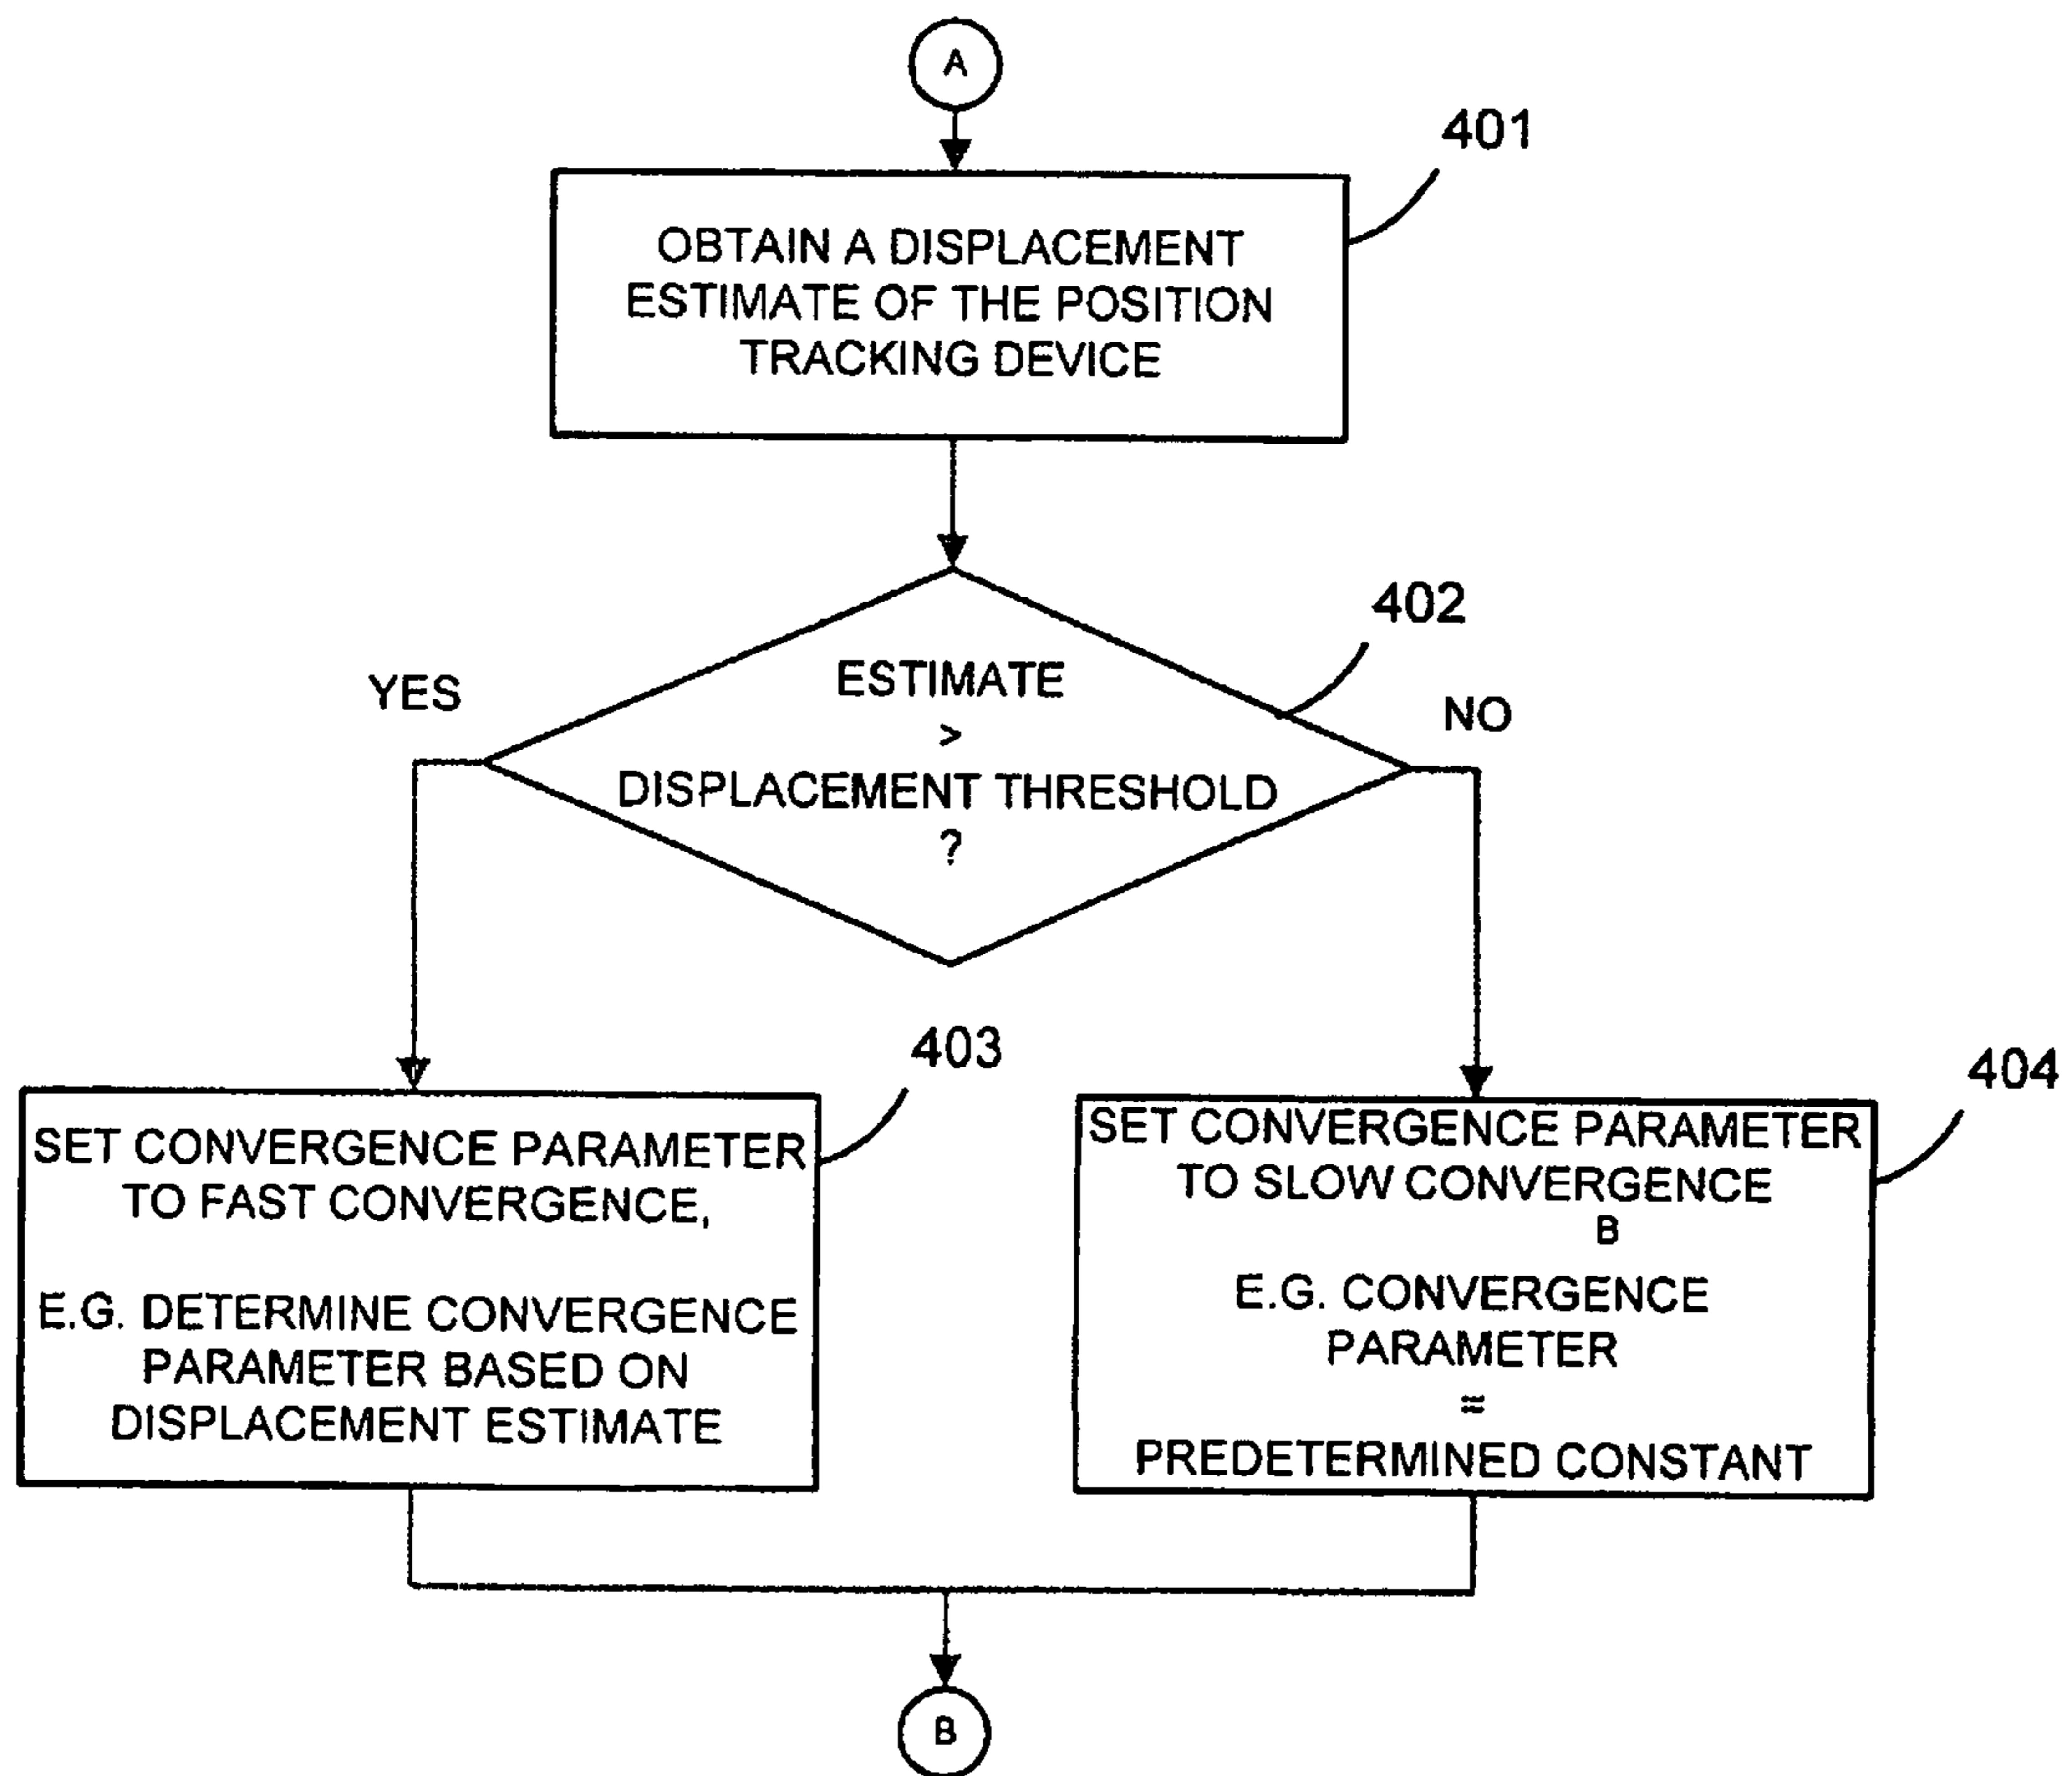 A
401
OBTAIN A DISPLACEMENT
ESTIMATE OF THE POSITION
TRACKING DEVICE
402
YES
ESTIMATE
>
DISPLACEMENT THRESHOLD
?
NO
403
SET CONVERGENCE PARAMETER
TO FAST CONVERGENCE,
E.G. DETERMINE CONVERGENCE
PARAMETER BASED ON
DISPLACEMENT ESTIMATE
404
SET CONVERGENCE PARAMETER
TO SLOW CONVERGENCE
B
E.G. CONVERGENCE
PARAMETER
=
PREDETERMINED CONSTANT
B